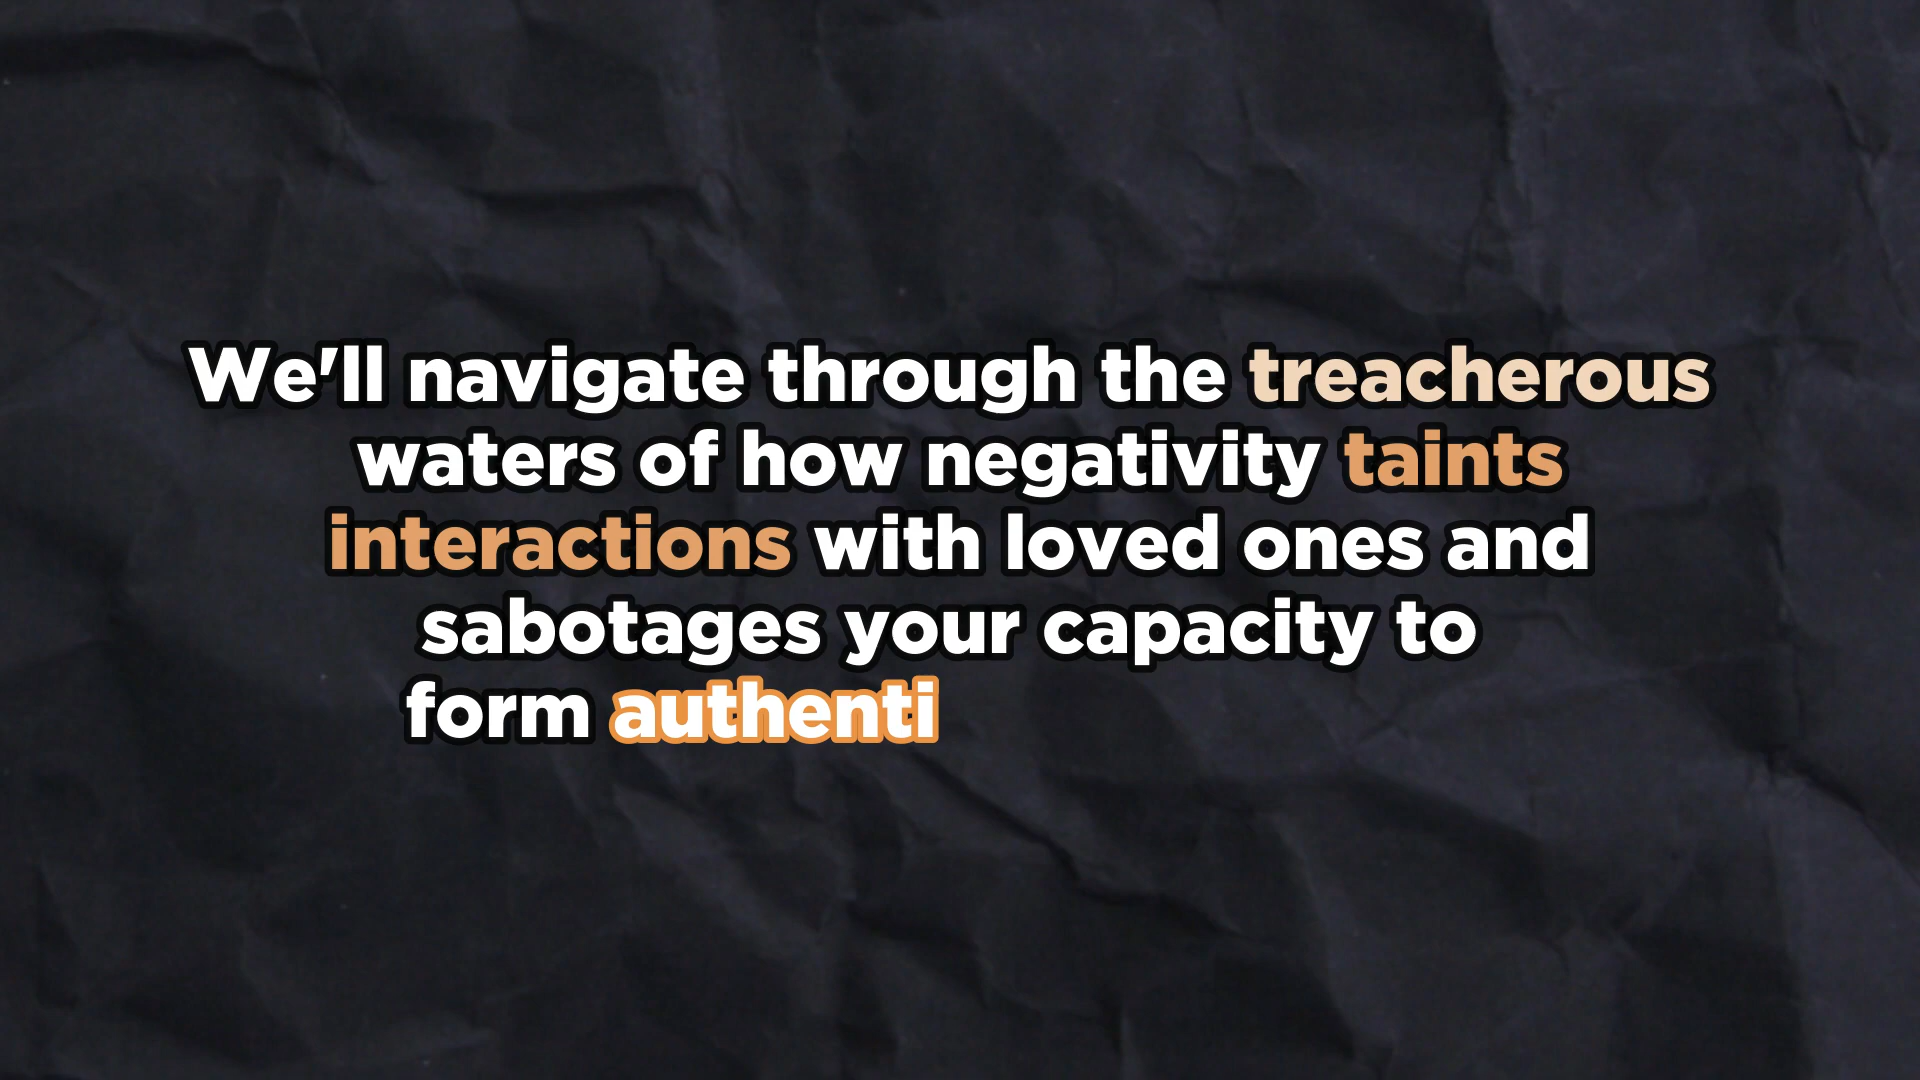 We'll navigate through the treacherous
waters of how negativity taints
interactions with loved ones and
sabotages your capacity to
form authenti